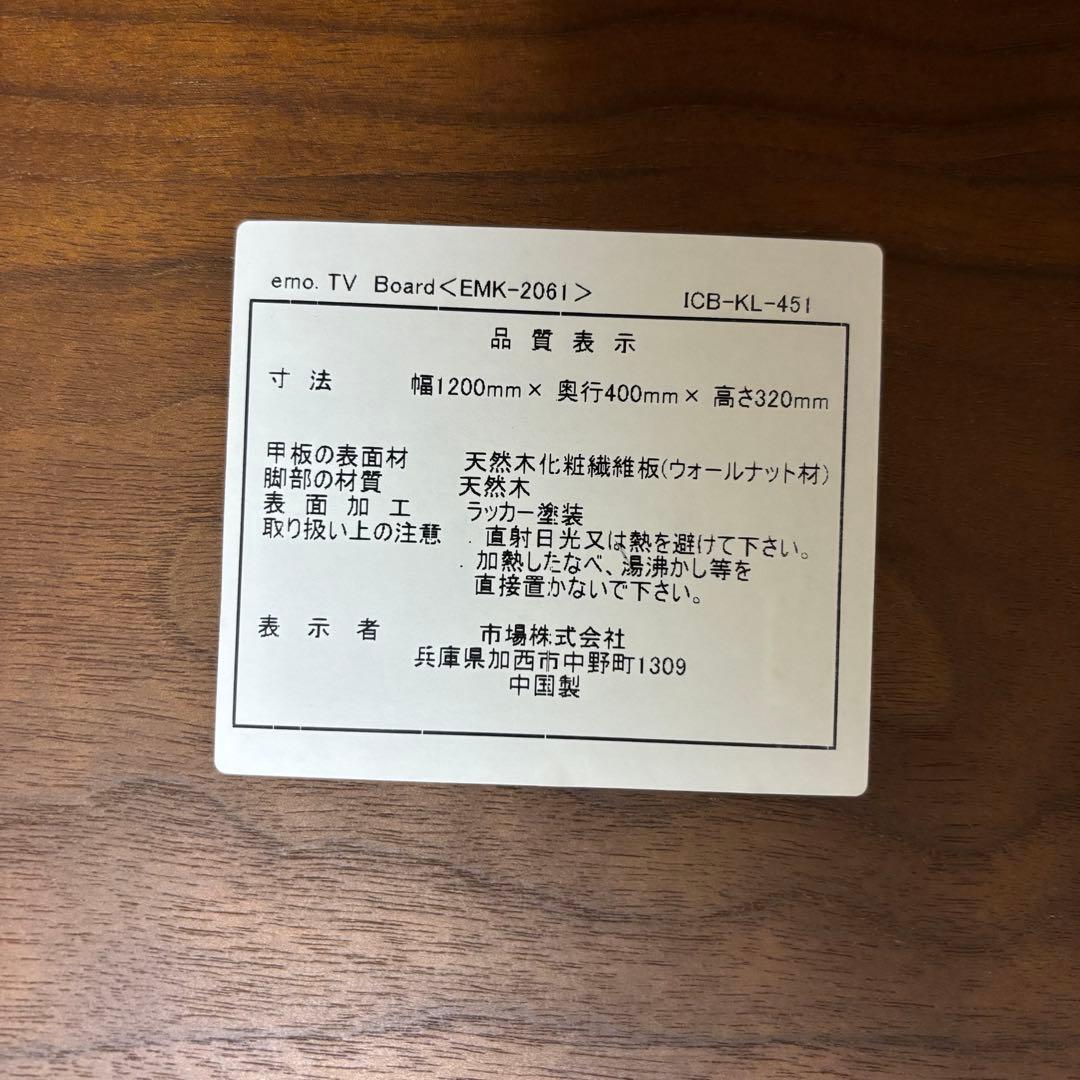 emo. TV Board<EMK-2061> ICB-KL-451
品質表示
寸法 幅1200mm× 奥行400mm× 高さ320mm
甲板の表面材 天然木化粧繊維板(ウォールナット材)
脚部の材質 天然木
表面加工 ラッカー塗装
取り扱い上の注意 . 直射日光又は熱を避けて下さい。
. 加熱したなべ、湯沸かし等を
直接置かないで下さい。
表示者 市場株式会社
兵庫県加西市中野町1309
中国製